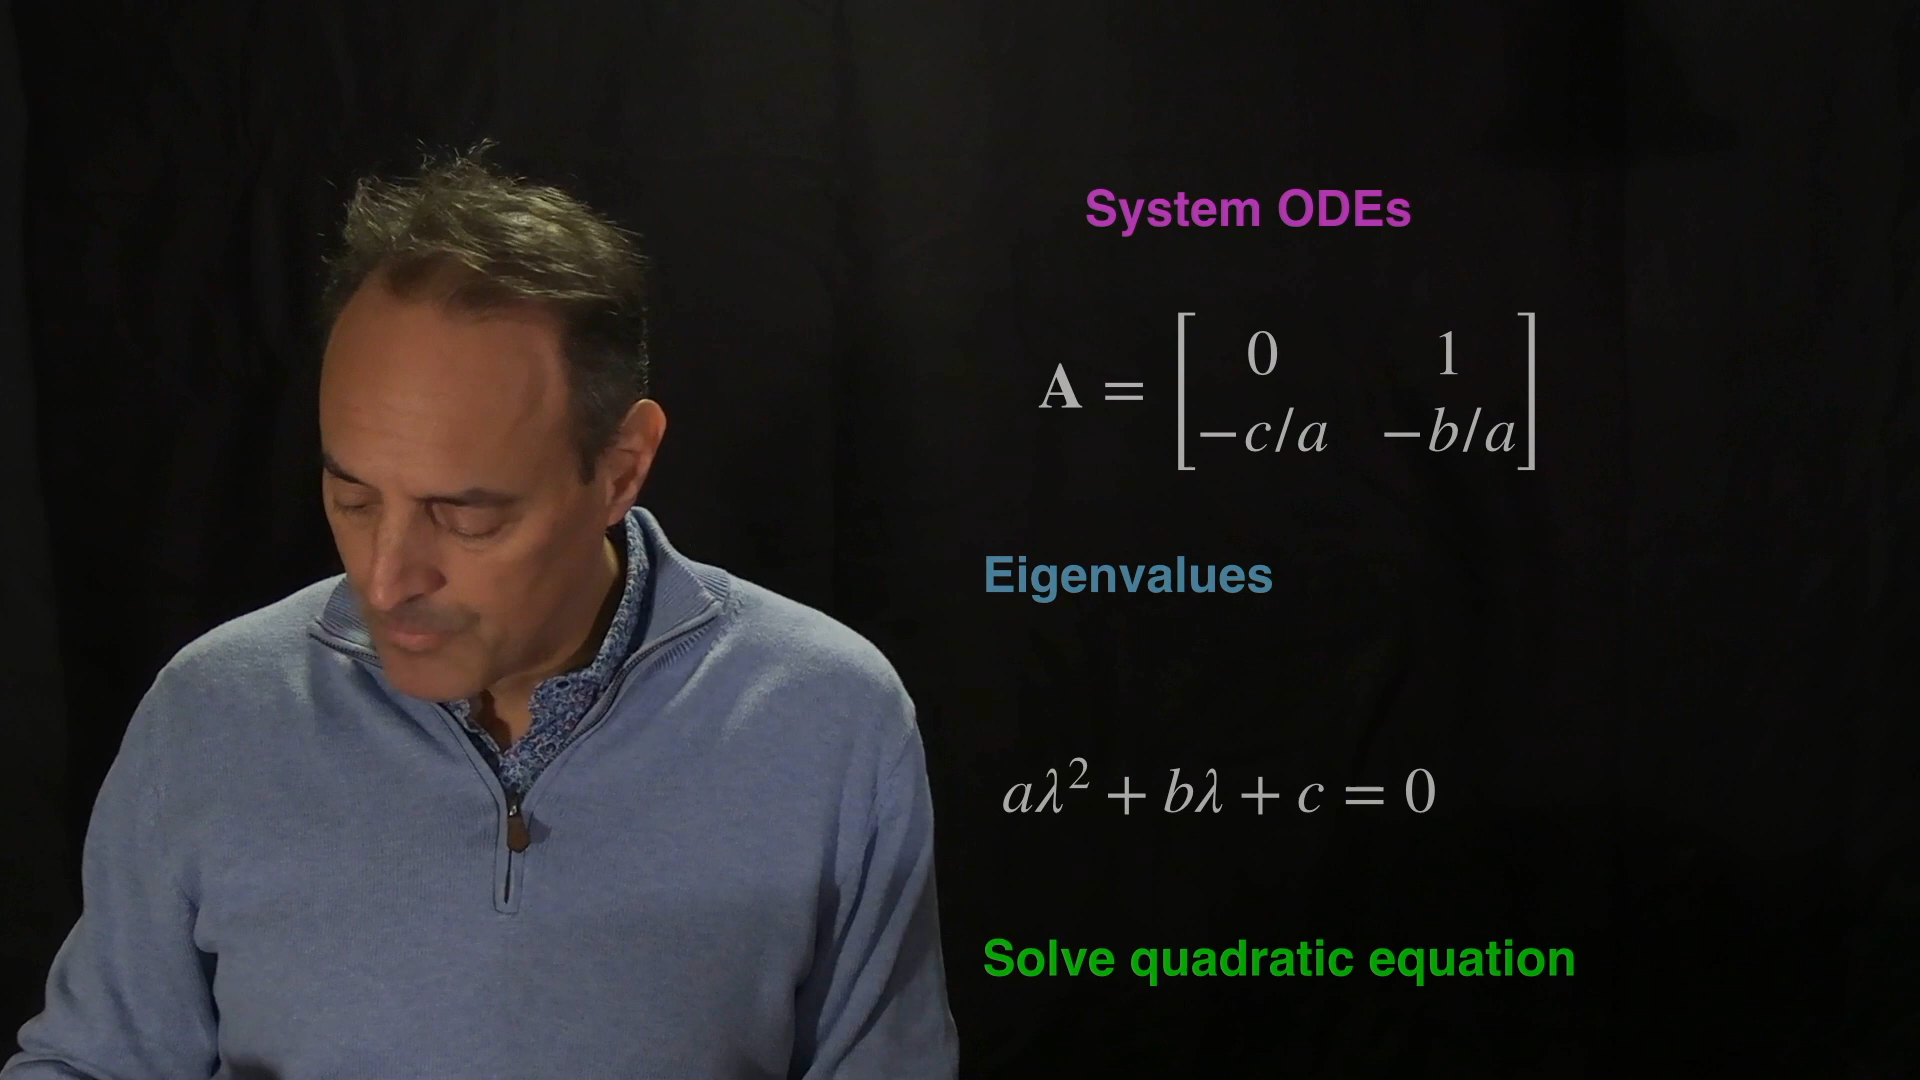 System ODEs
A = [ 0 1
−c/a −b/a ]
Eigenvalues
aλ² + bλ + c = 0
Solve quadratic equation